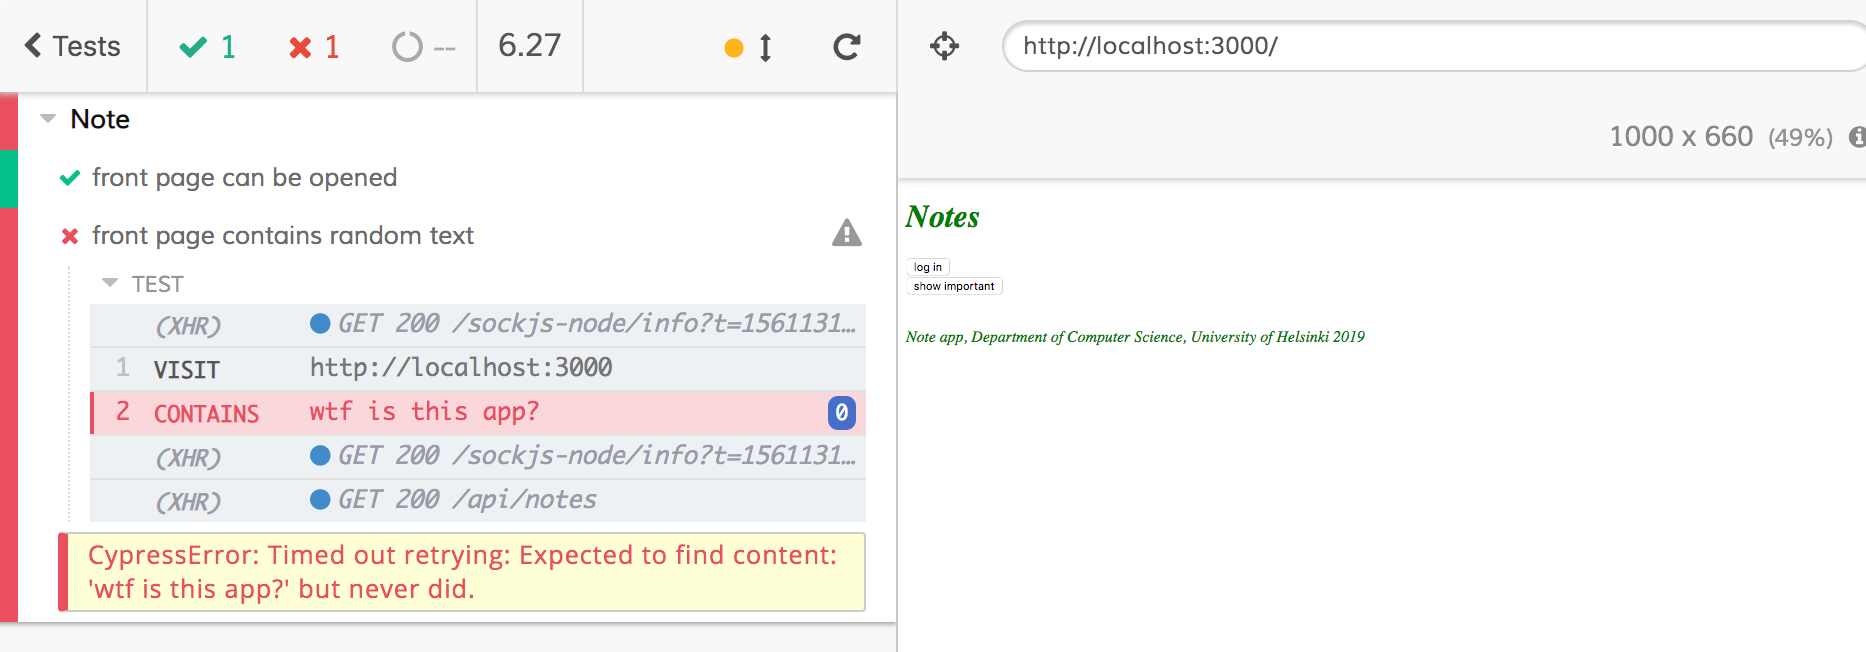 Tests 1 1 -- 6.27
http://localhost:3000/
1000 x 660 (49%)
Note
front page can be opened
front page contains random text
TEST
(XHR) GET 200 /sockjs-node/info?t=1561131…
1 VISIT http://localhost:3000
2 CONTAINS wtf is this app? 0
(XHR) GET 200 /sockjs-node/info?t=1561131…
(XHR) GET 200 /api/notes
CypressError: Timed out retrying: Expected to find content:
'wtf is this app?' but never did.
Notes
log in
show important
Note app, Department of Computer Science, University of Helsinki 2019